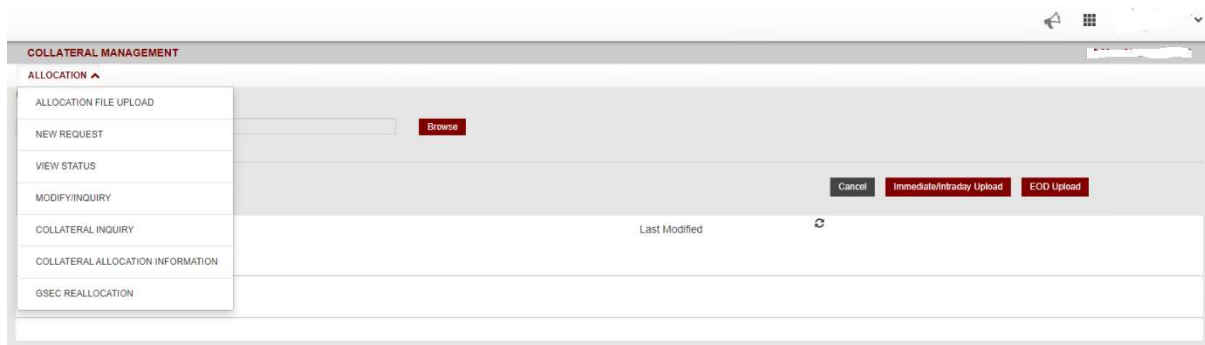 COLLATERAL MANAGEMENT
ALLOCATION
ALLOCATION FILE UPLOAD
NEW REQUEST
Browse
VIEW STATUS
MODIFY/INQUIRY
Cancel Immediate/Intraday Upload EOD Upload
COLLATERAL INQUIRY
Last Modified
COLLATERAL ALLOCATION INFORMATION
GSEC REALLOCATION